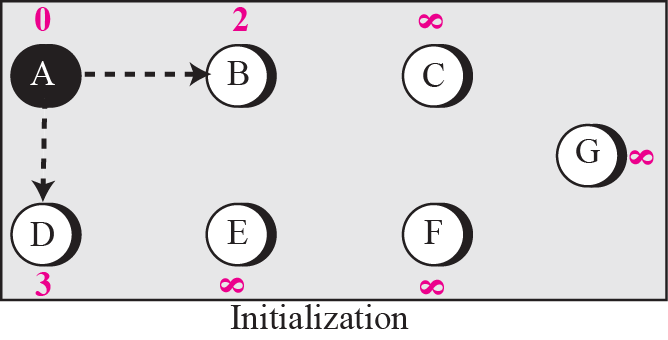 0 2 ∞
A B C
G ∞
D E F
3 ∞ ∞
Initialization